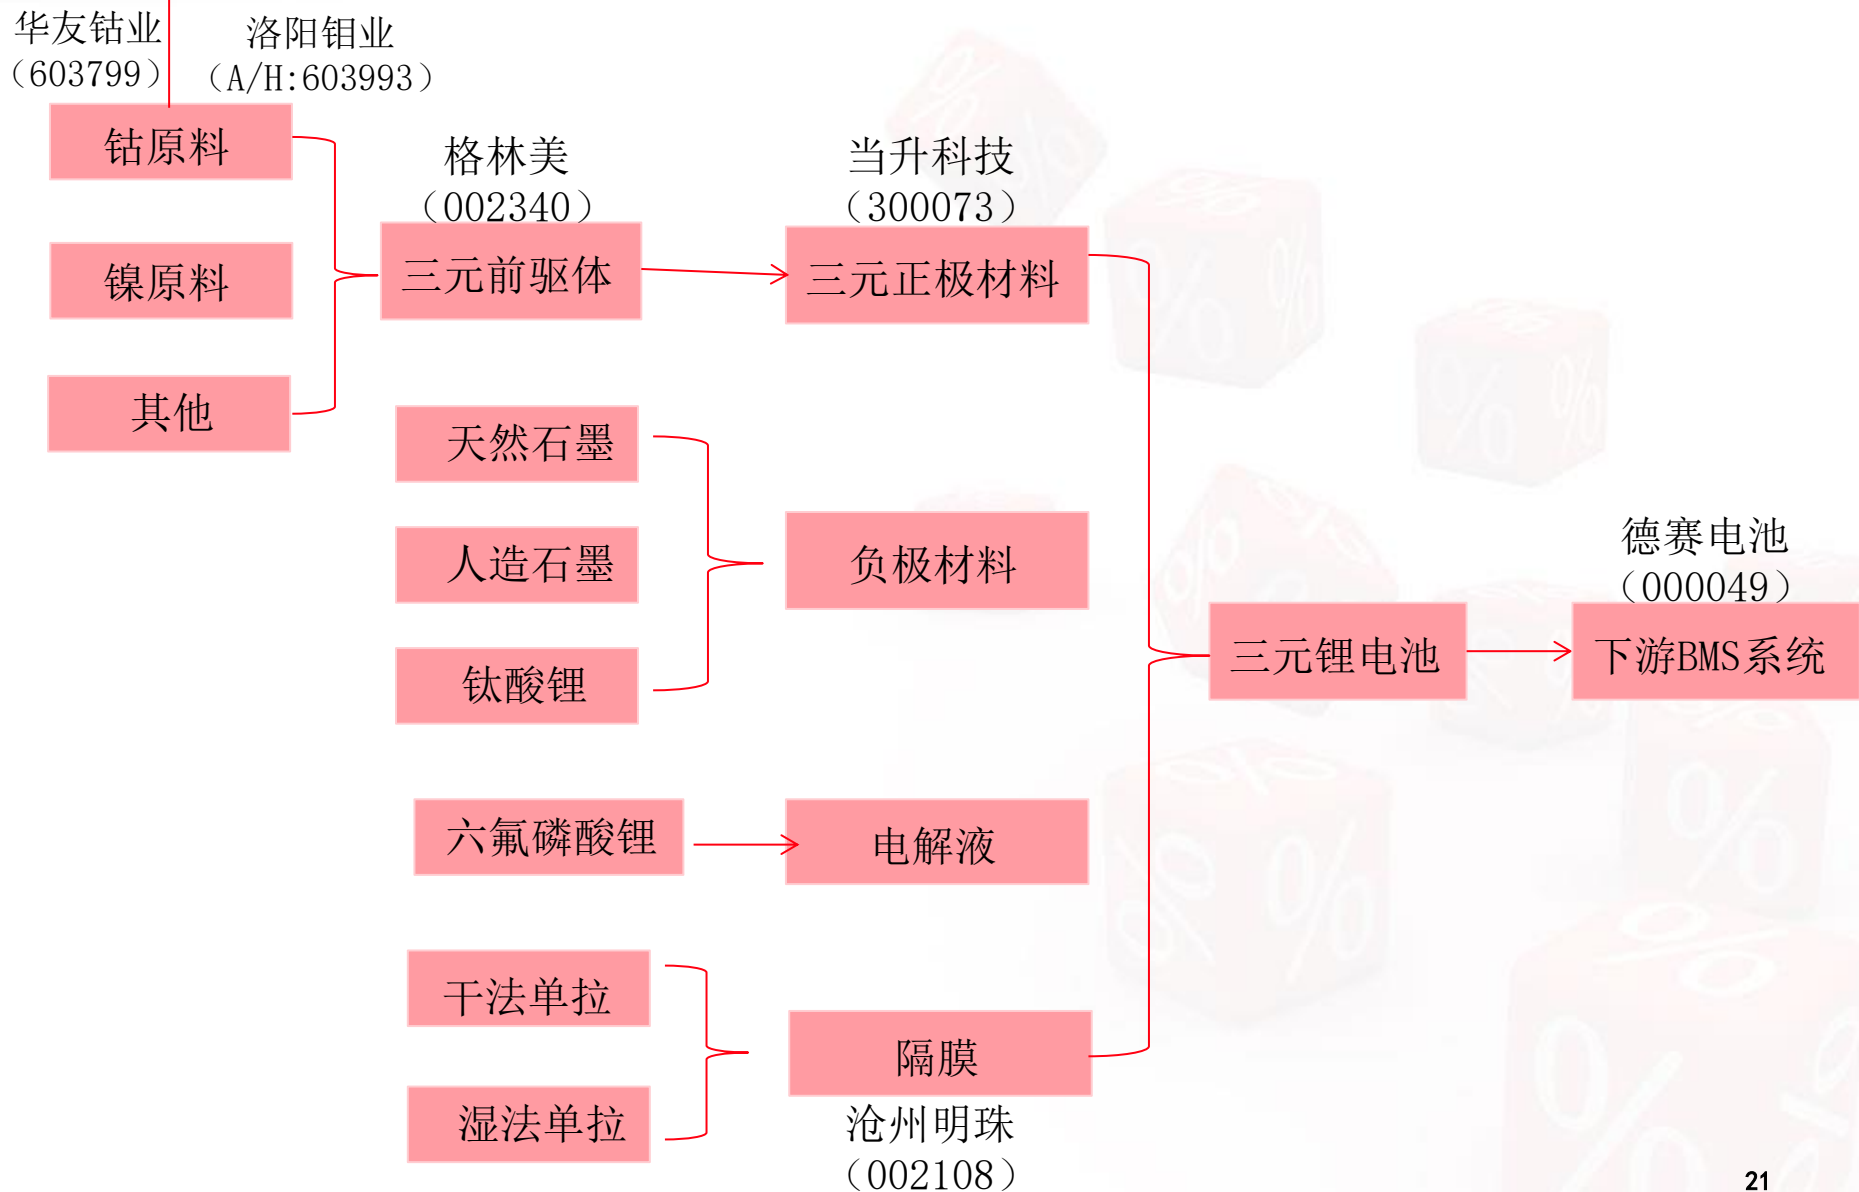 华友钴业
（603799）
洛阳钼业
（A/H:603993）
钴原料
镍原料
其他
格林美
（002340）
三元前驱体
当升科技
（300073）
三元正极材料
天然石墨
人造石墨
钛酸锂
负极材料
六氟磷酸锂
电解液
干法单拉
湿法单拉
隔膜
沧州明珠
（002108）
三元锂电池
德赛电池
（000049）
下游BMS系统
21